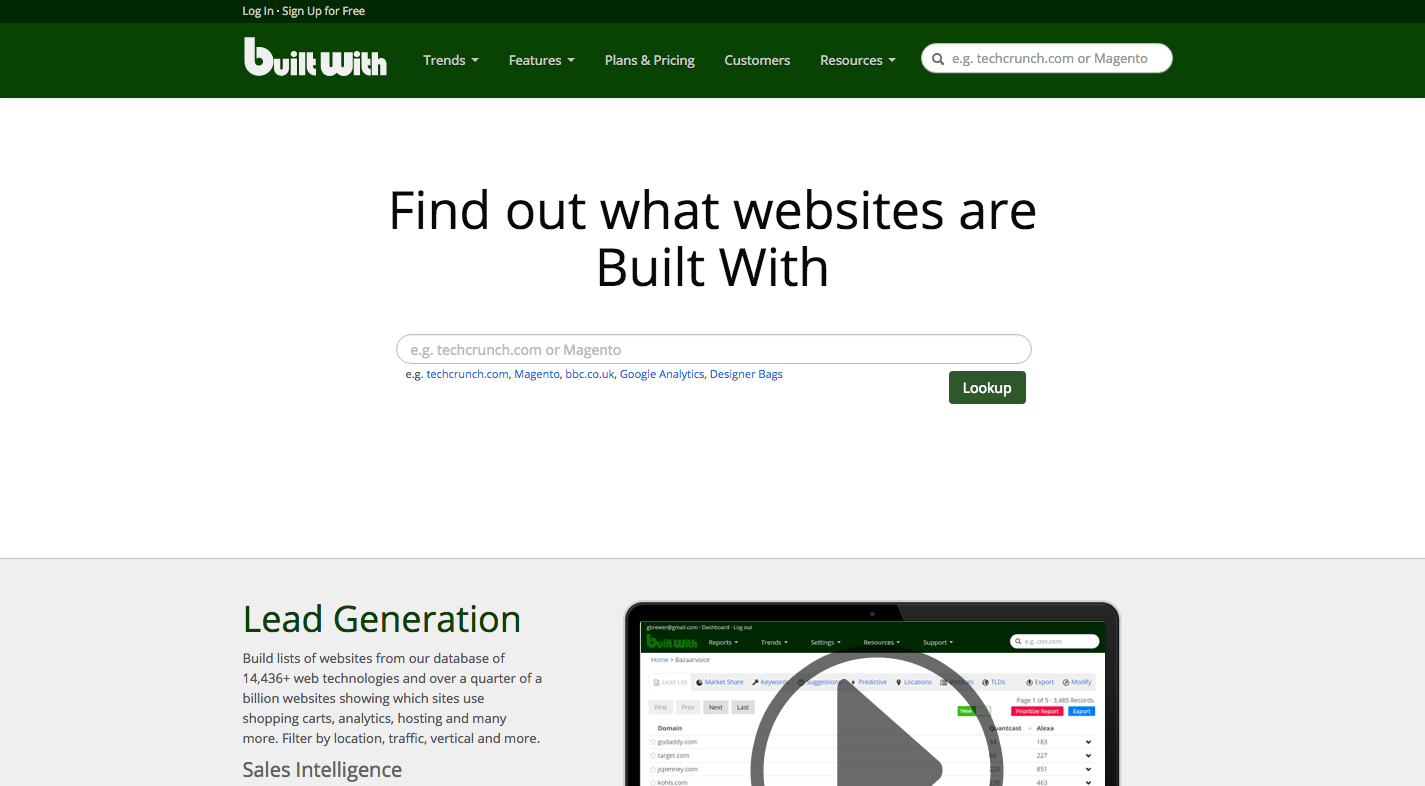 Log In · Sign Up for Free
built With
Trends
Features
Plans & Pricing
Customers
Resources
e.g. techcrunch.com or Magento
Find out what websites are
Built With
e.g. techcrunch.com or Magento
e.g. techcrunch.com, Magento, bbc.co.uk, Google Analytics, Designer Bags
Lookup
Lead Generation
Build lists of websites from our database of
14,436+ web technologies and over a quarter of a
billion websites showing which sites use
shopping carts, analytics, hosting and many
more. Filter by location, traffic, vertical and more.
Sales Intelligence
gbrewer@gmail.com · Dashboard · Log out
built With
Reports
Trends
Settings
Resources
Support
e.g. cnn.com
Home > Bazaarvoice
Lead List
Market Share
Keywords
Suggestions
Predictive
Locations
Verticals
TLDs
Export
Modify
Page 1 of 5 - 3,485 Records
First
Prev
Next
Last
New
Prioritize Report
Export
Domain
Quantcast
Alexa
godaddy.com
183
target.com
227
jcpenney.com
851
kohls.com
463